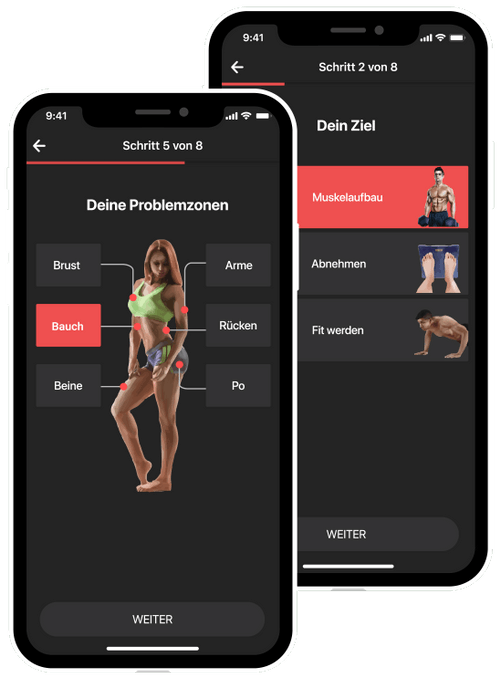 9:41
Schritt 2 von 8
Dein Ziel
Muskelaufbau
Abnehmen
Fit werden
WEITER
9:41
Schritt 5 von 8
Deine Problemzonen
Brust
Arme
Bauch
Rücken
Beine
Po
WEITER